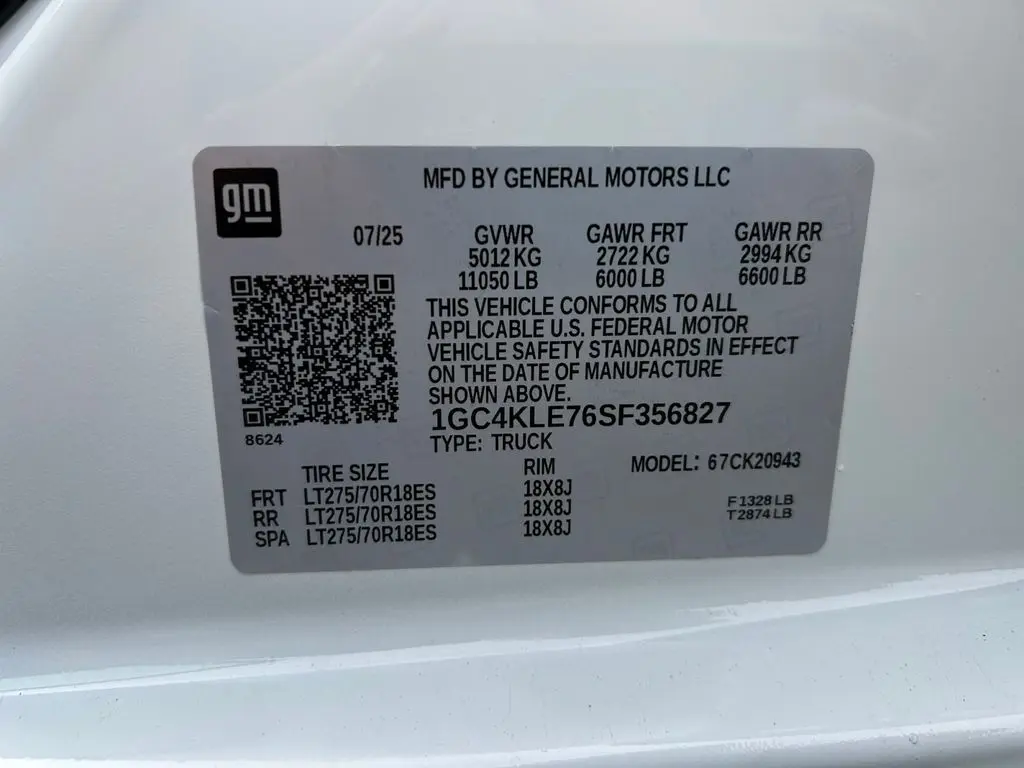 gm
MFD BY GENERAL MOTORS LLC
07/25
GVWR GAWR FRT GAWR RR
5012 KG 2722 KG 2994 KG
11050 LB 6000 LB 6600 LB
THIS VEHICLE CONFORMS TO ALL
APPLICABLE U.S. FEDERAL MOTOR
VEHICLE SAFETY STANDARDS IN EFFECT
ON THE DATE OF MANUFACTURE
SHOWN ABOVE.
8624
1GC4KLE76SF356827
TYPE: TRUCK
TIRE SIZE RIM MODEL: 67CK20943
FRT LT275/70R18ES 18X8J
RR LT275/70R18ES 18X8J
SPA LT275/70R18ES 18X8J
F1328 LB
T2874 LB